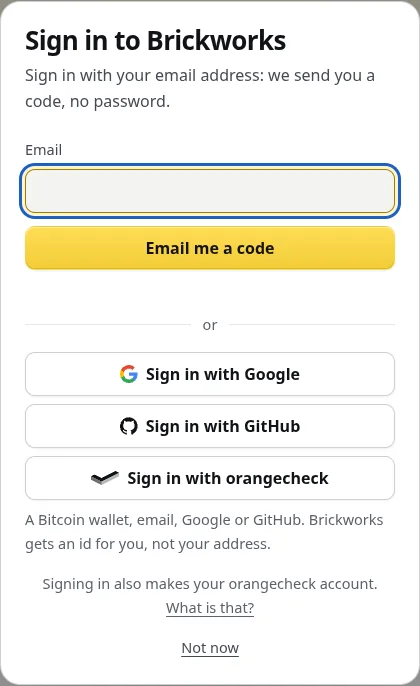 Sign in to Brickworks
Sign in with your email address: we send you a
code, no password.
Email
Email me a code
or
Sign in with Google
Sign in with GitHub
Sign in with orangecheck
A Bitcoin wallet, email, Google or GitHub. Brickworks
gets an id for you, not your address.
Signing in also makes your orangecheck account.
What is that?
Not now